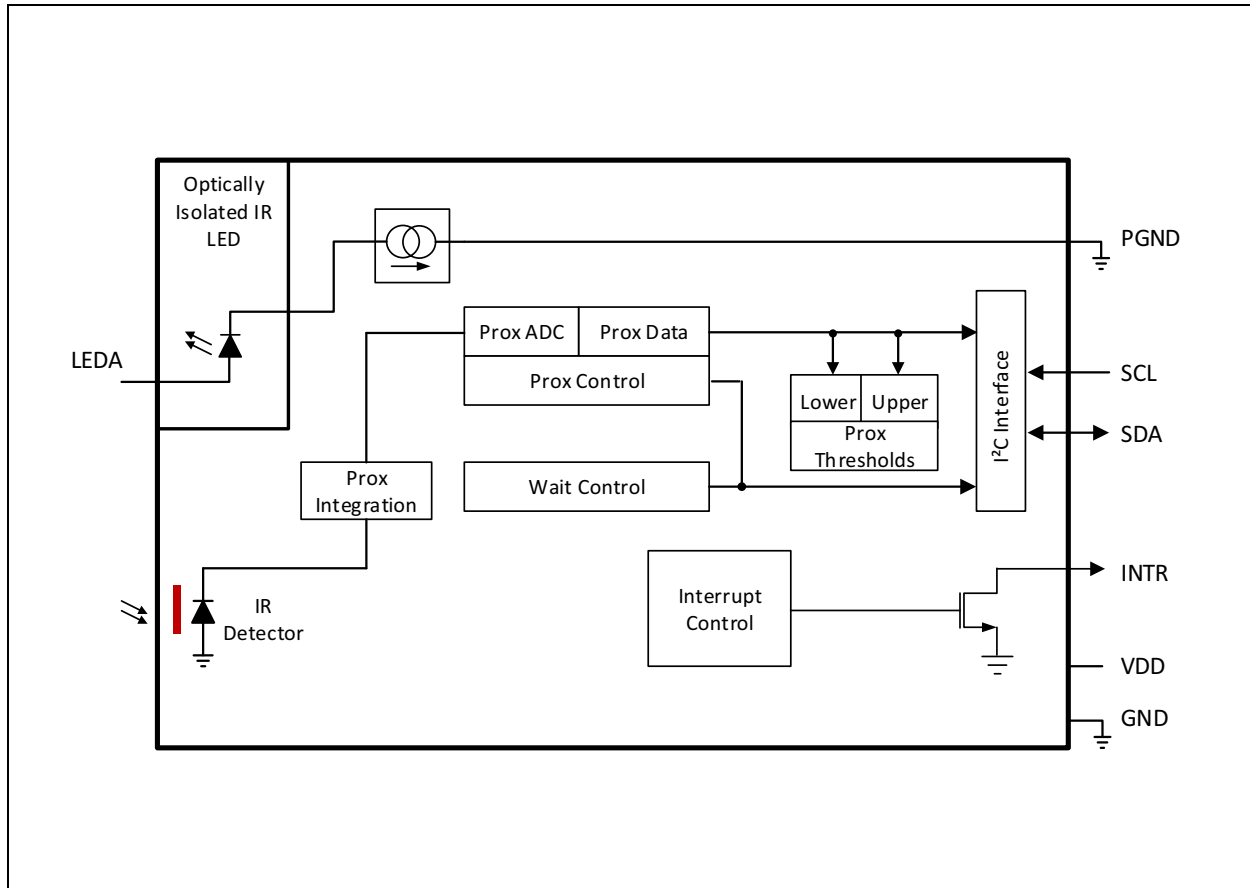 Optically
Isolated IR
LED
PGND
LEDA
Prox ADC
Prox Data
Prox Control
Lower
Upper
Prox
Thresholds
I²C Interface
SCL
SDA
Prox
Integration
Wait Control
IR
Detector
Interrupt
Control
INTR
VDD
GND